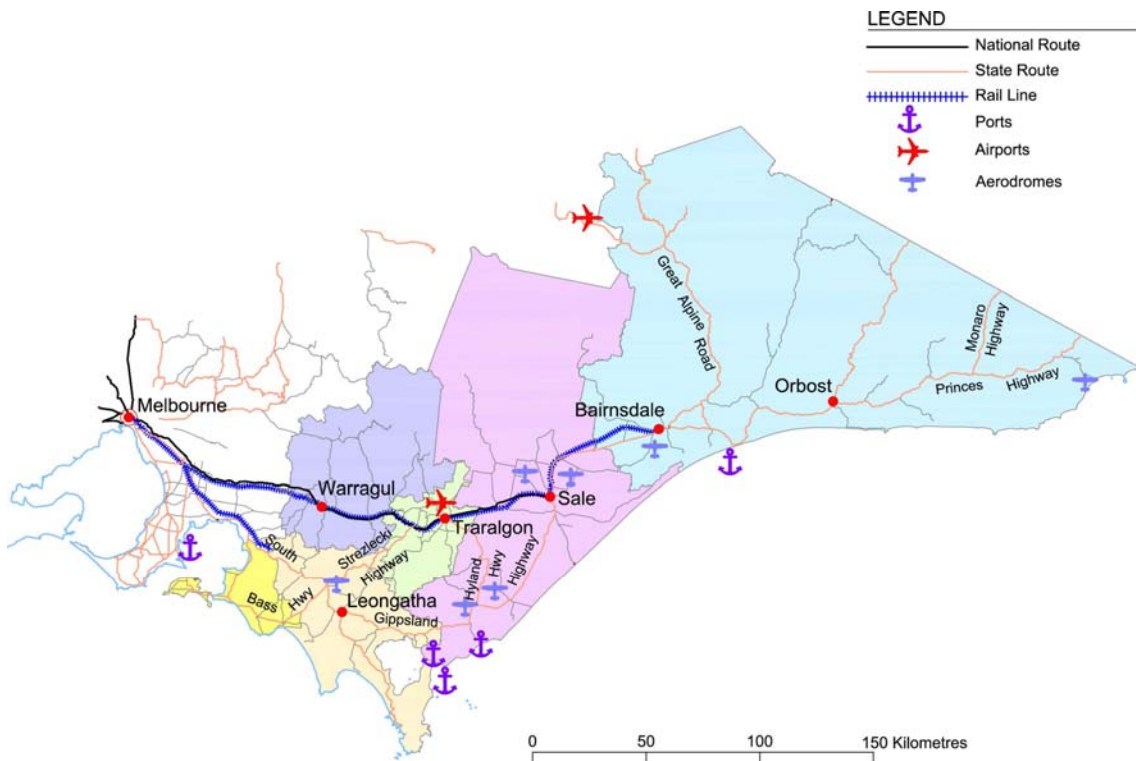 LEGEND
National Route
State Route
Rail Line
Ports
Airports
Aerodromes
Great Alpine Road
Monaro
Highway
Princes Highway
Orbost
Bairnsdale
Melbourne
Warragul
Sale
Traralgon
South
Strezlecki
Highway
Hyland
Hwy
Highway
Bass
Hwy
Leongatha
Gippsland
0 50 100 150 Kilometres